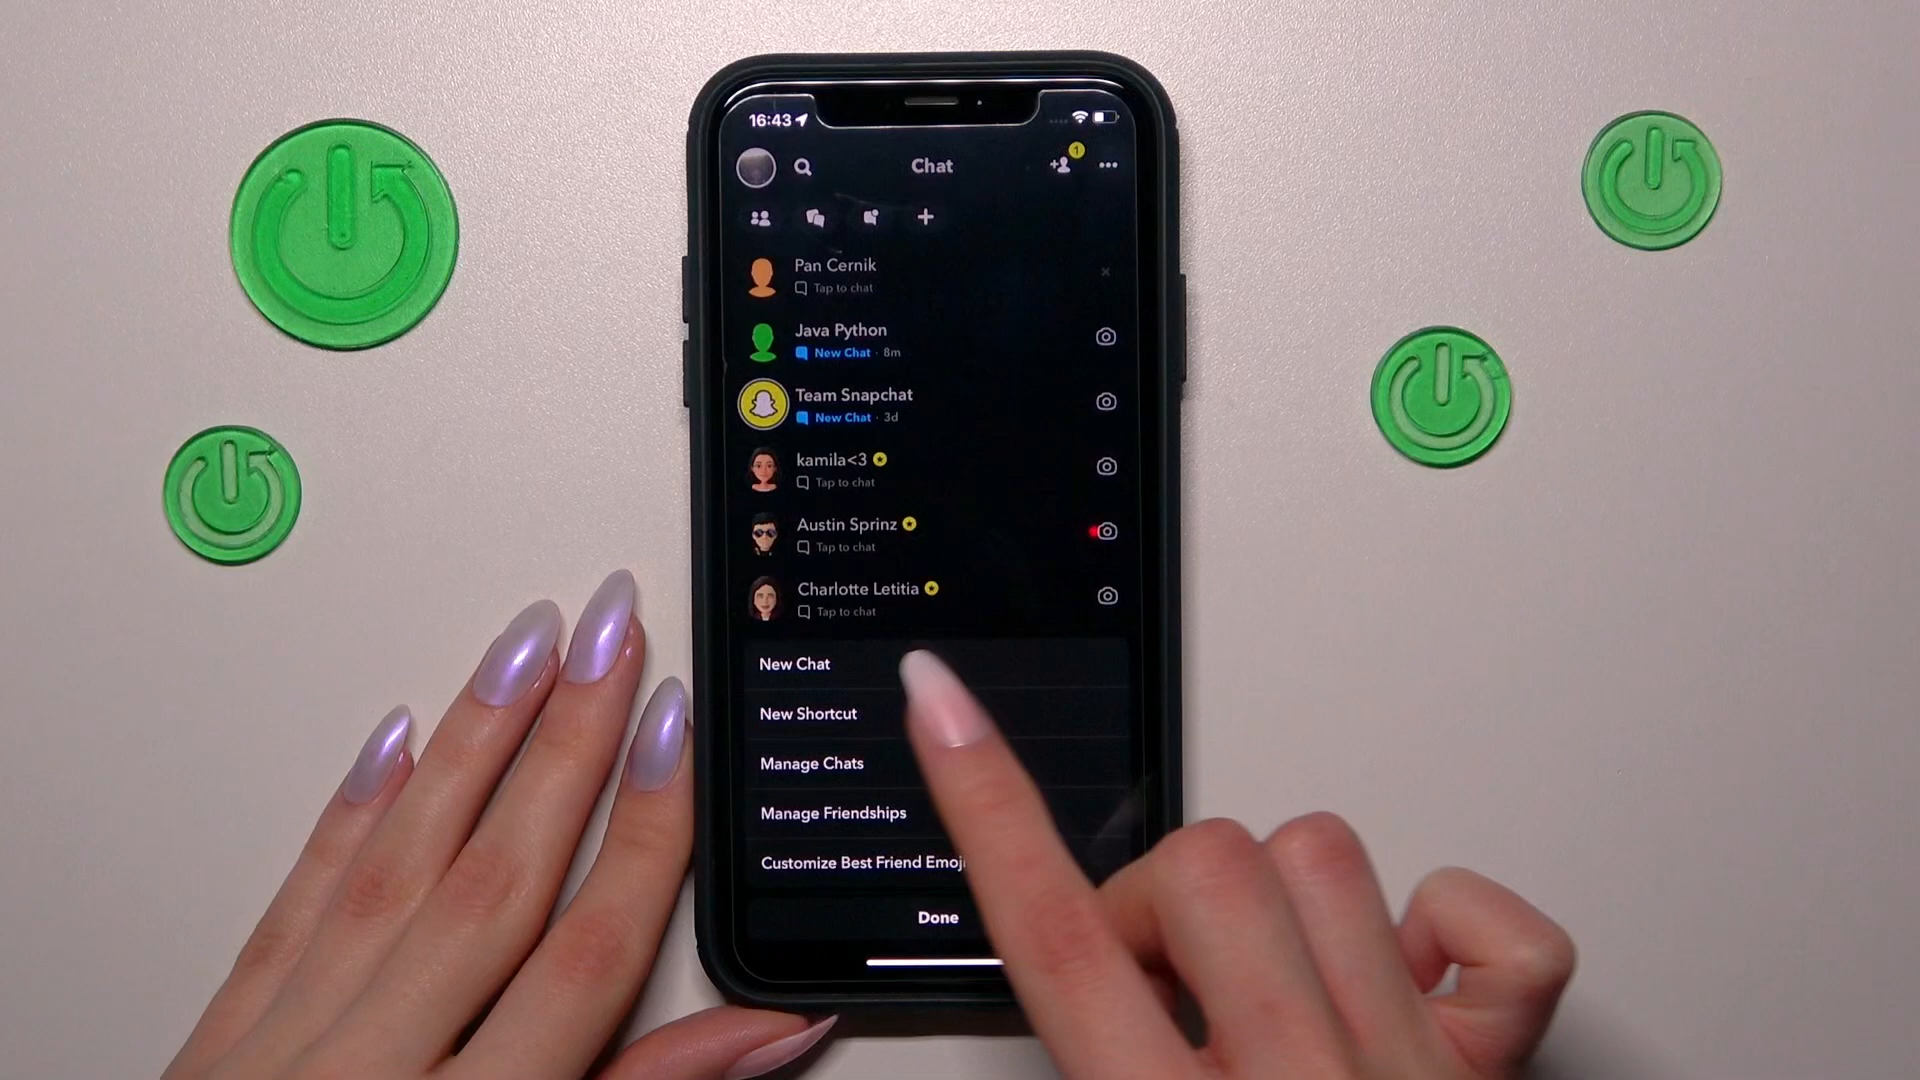 16:43
Chat
1
Pan Cernik
Tap to chat
Java Python
New Chat · 8m
Team Snapchat
New Chat · 3d
kamila<3
Tap to chat
Austin Sprinz
Tap to chat
Charlotte Letitia
Tap to chat
New Chat
New Shortcut
Manage Chats
Manage Friendships
Customize Best Friend Emoji
Done